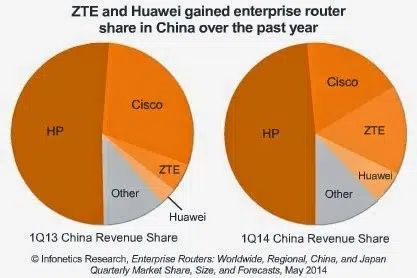 ZTE and Huawei gained enterprise router
share in China over the past year
HP
Cisco
ZTE
Huawei
Other
1Q13 China Revenue Share
HP
Cisco
ZTE
Huawei
Other
1Q14 China Revenue Share
© Infonetics Research, Enterprise Routers: Worldwide, Regional, China, and Japan
Quarterly Market Share, Size, and Forecasts, May 2014